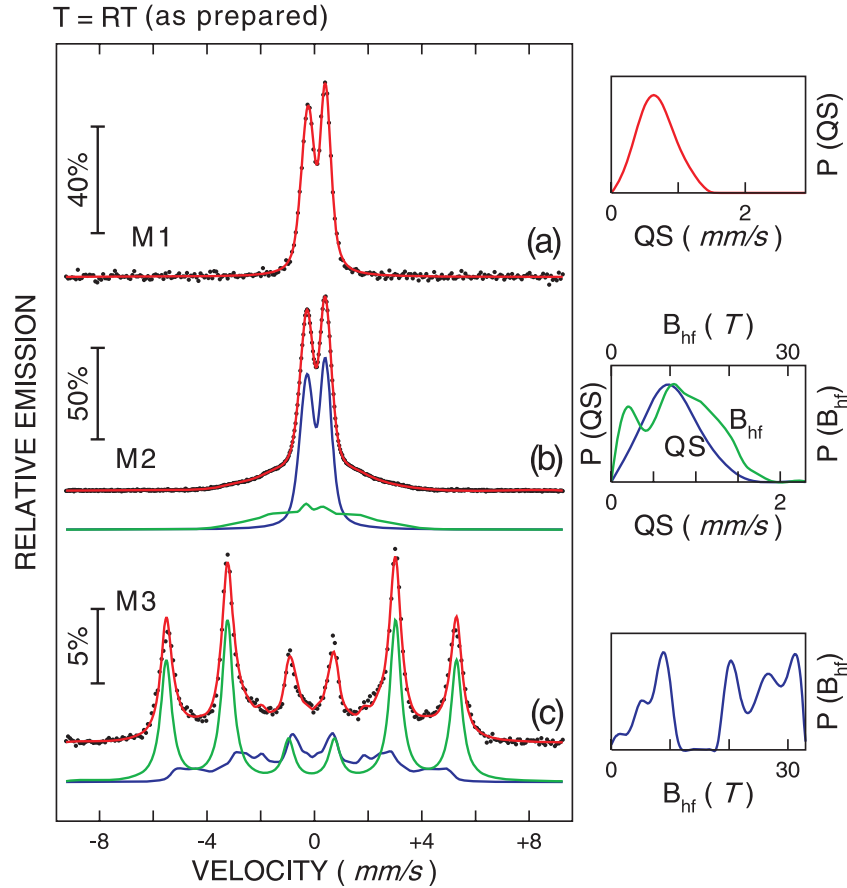 T = RT (as prepared)
RELATIVE EMISSION
40%
M1
(a)
50%
M2
(b)
M3
5%
(c)
-8 -4 0 +4 +8
VELOCITY ( mm/s )
P (QS)
0 2
QS ( mm/s )
B_hf ( T )
0 30
P (QS)
B_hf
QS
P (B_hf)
0 2
QS ( mm/s )
P (B_hf)
0 30
B_hf ( T )